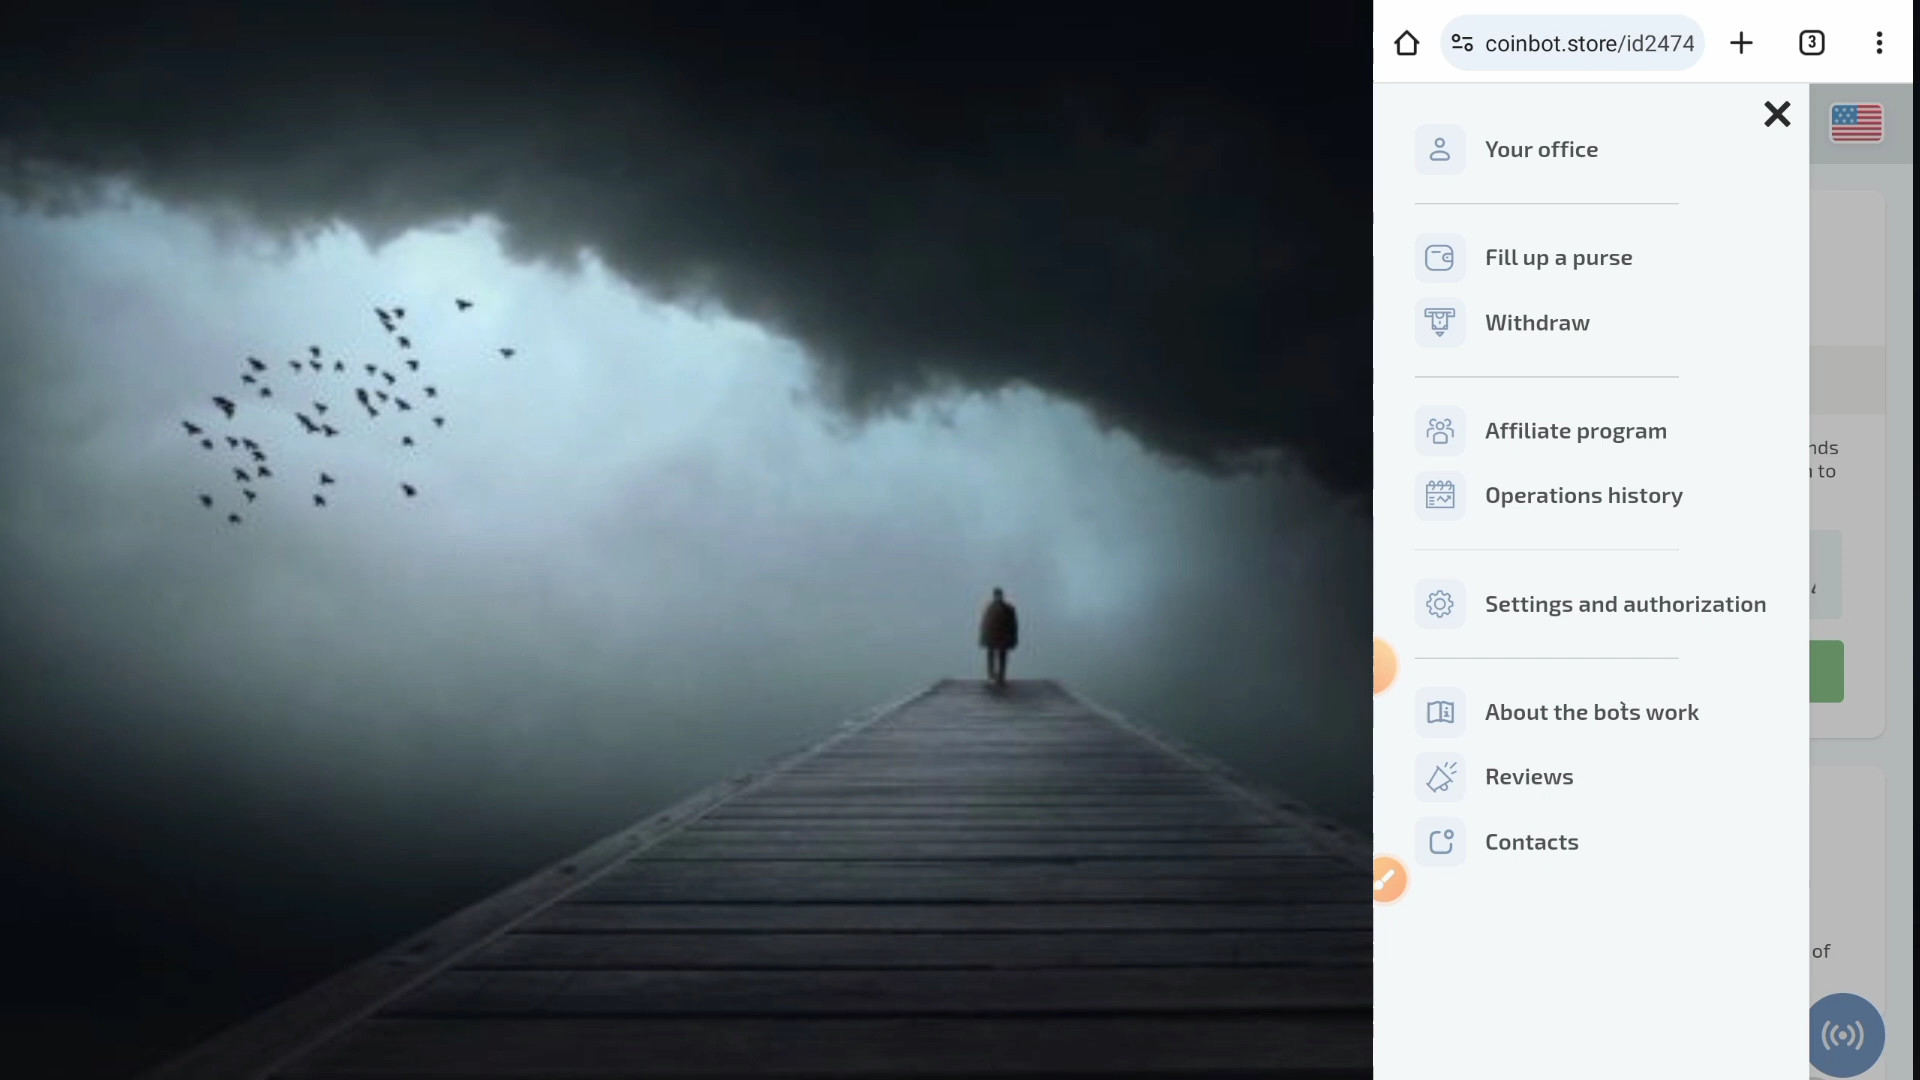 coinbot.store/id2474
3
Your office
Fill up a purse
Withdraw
Affiliate program
Operations history
Settings and authorization
About the bots work
Reviews
Contacts
nds
to
of